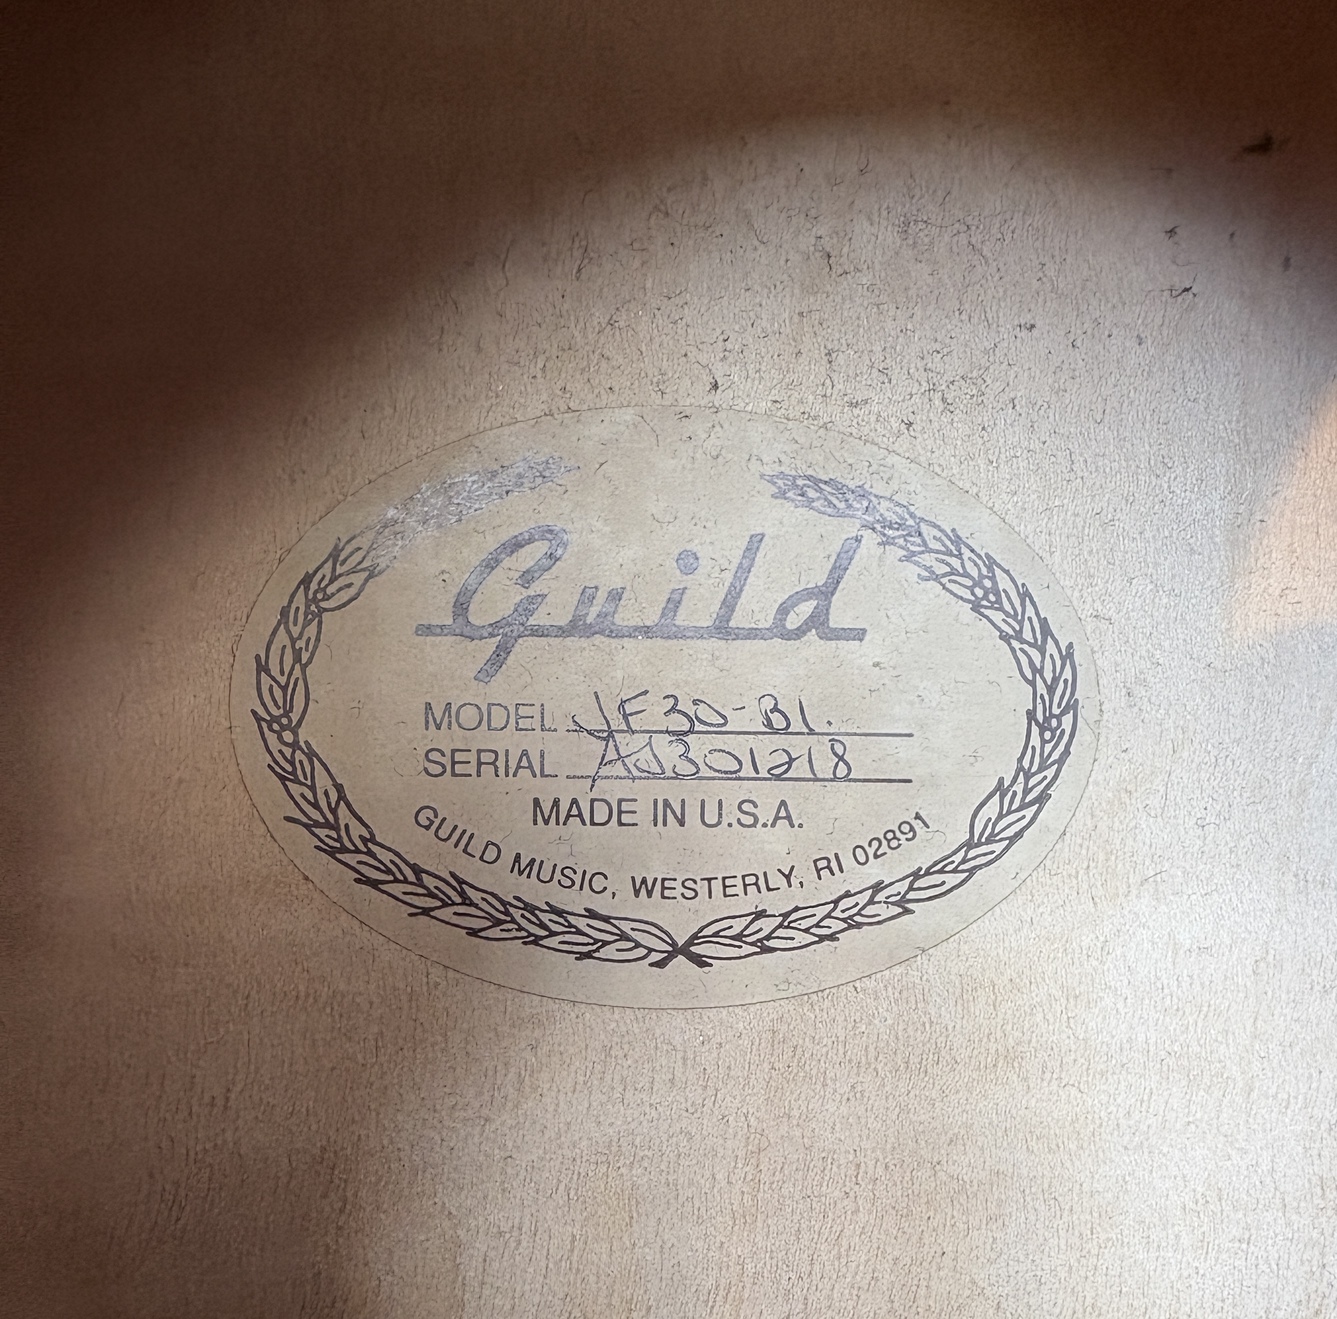 Guild
MODEL JF30-Bl.
SERIAL AJ301218
MADE IN U.S.A.
GUILD MUSIC, WESTERLY, RI 02891